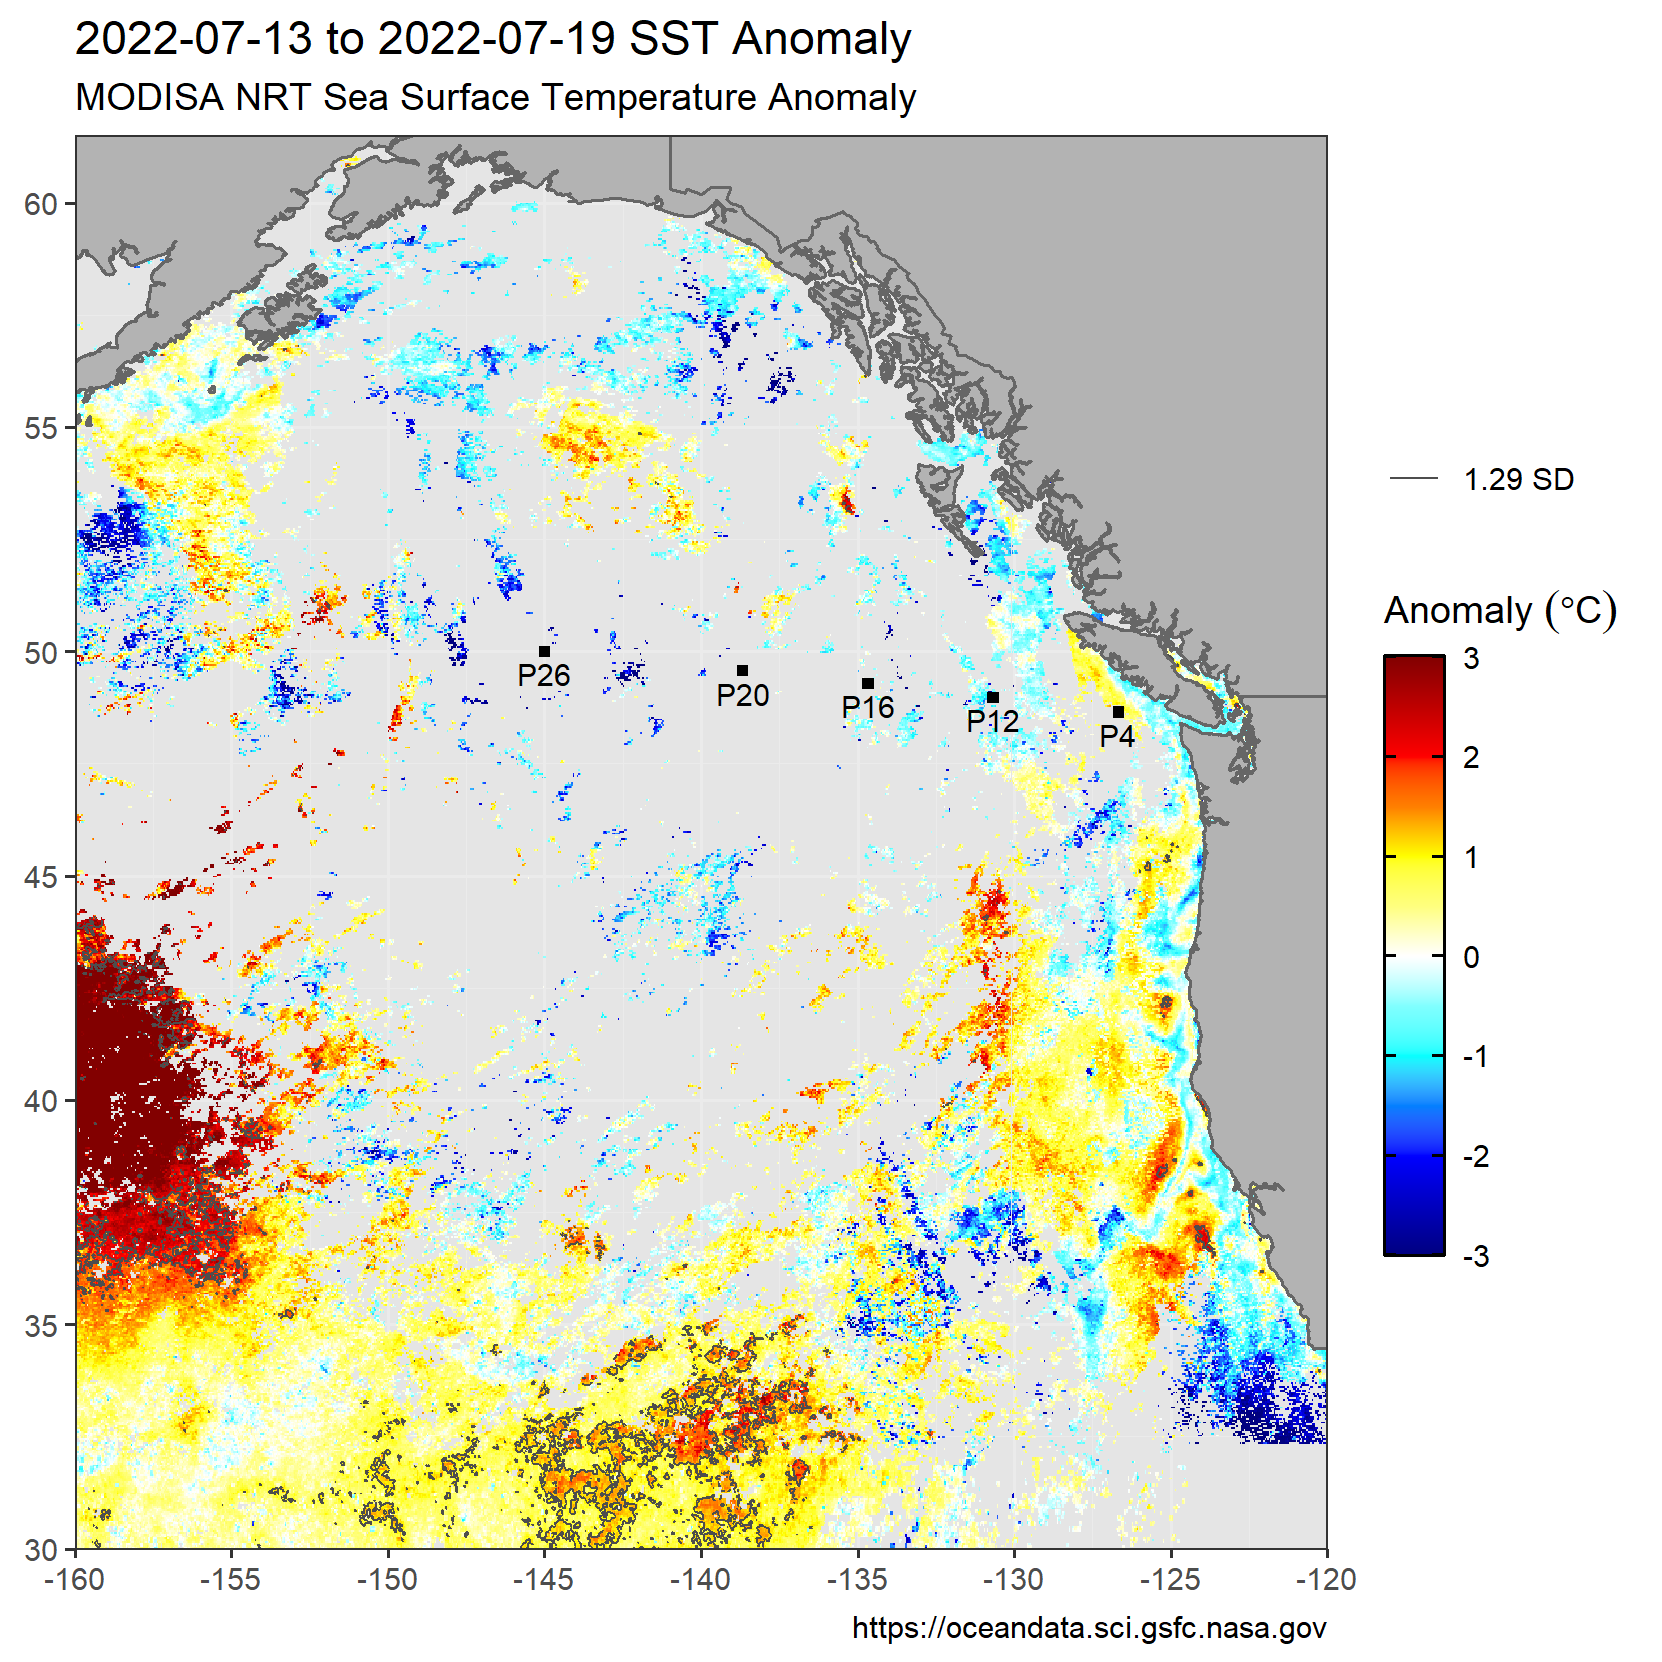 2022-07-13 to 2022-07-19 SST Anomaly
MODISA NRT Sea Surface Temperature Anomaly
60
55
50
45
40
35
30
-160
-155
-150
-145
-140
-135
-130
-125
-120
P26
P20
P16
P12
P4
1.29 SD
Anomaly (°C)
3
2
1
0
-1
-2
-3
https://oceandata.sci.gsfc.nasa.gov